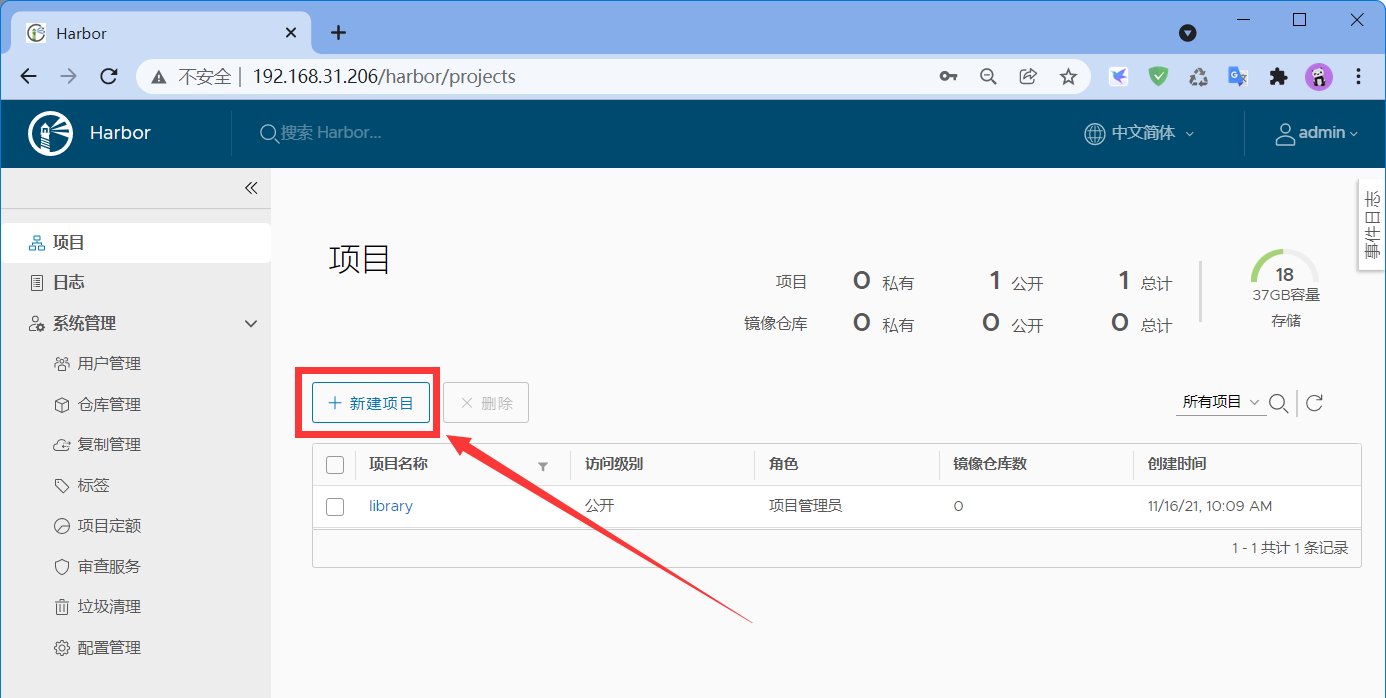 Harbor
不安全 | 192.168.31.206/harbor/projects
Harbor
搜索 Harbor...
中文简体
admin
事件日志
项目
日志
系统管理
用户管理
仓库管理
复制管理
标签
项目定额
审查服务
垃圾清理
配置管理
项目
项目 0 私有 1 公开 1 总计
镜像仓库 0 私有 0 公开 0 总计
18
37GB容量
存储
新建项目 删除
所有项目
项目名称 访问级别 角色 镜像仓库数 创建时间
library 公开 项目管理员 0 11/16/21, 10:09 AM
1 - 1 共计 1 条记录